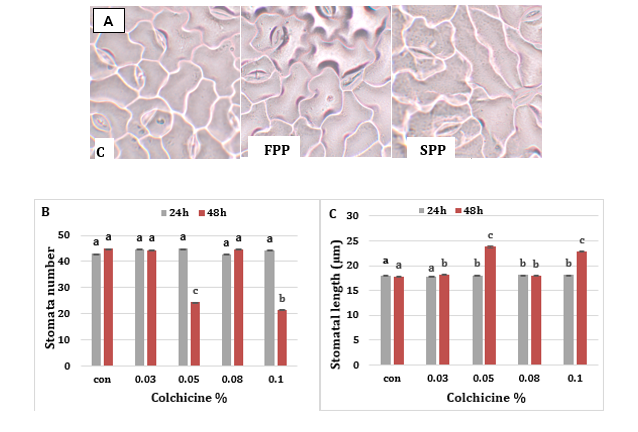 A
C
FPP
SPP
B
24h 48h
a a a a a c a a a b
Stomata number
50
40
30
20
10
0
con 0.03 0.05 0.08 0.1
Colchicine %
C
24h 48h
a a a b b c b b b c
Stomatal length (µm)
30
25
20
15
10
5
0
con 0.03 0.05 0.08 0.1
Colchicine %